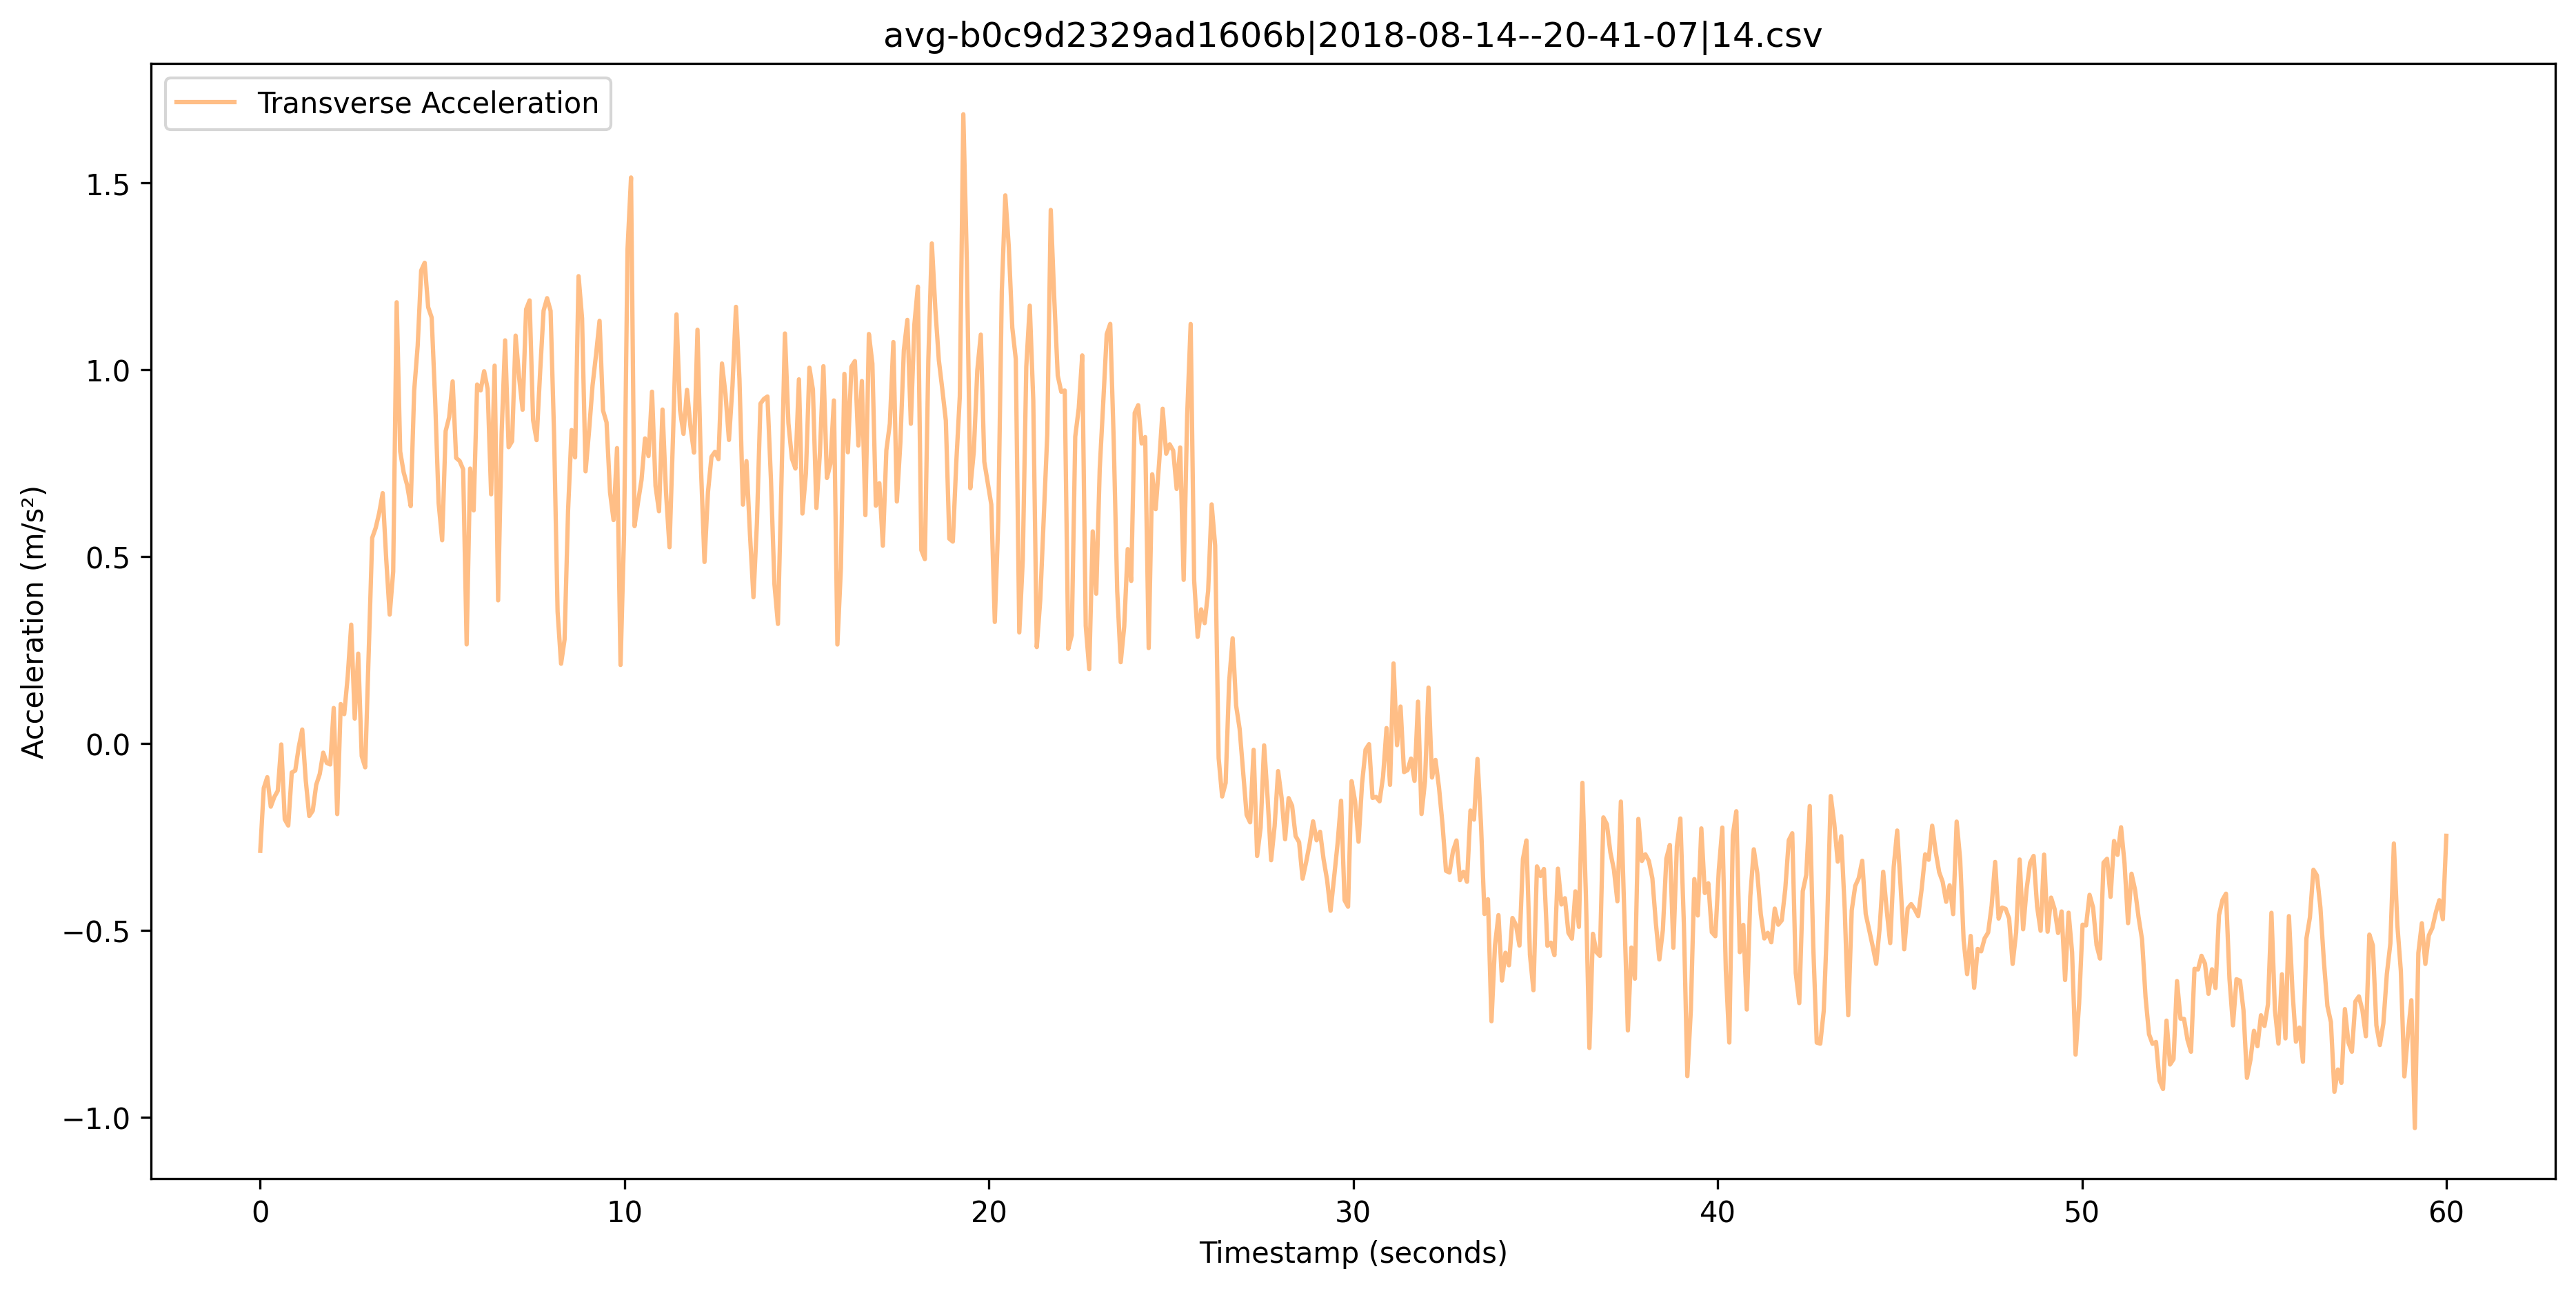 avg-b0c9d2329ad1606b|2018-08-14--20-41-07|14.csv
Transverse Acceleration
Acceleration (m/s²)
1.5
1.0
0.5
0.0
−0.5
−1.0
0 10 20 30 40 50 60
Timestamp (seconds)